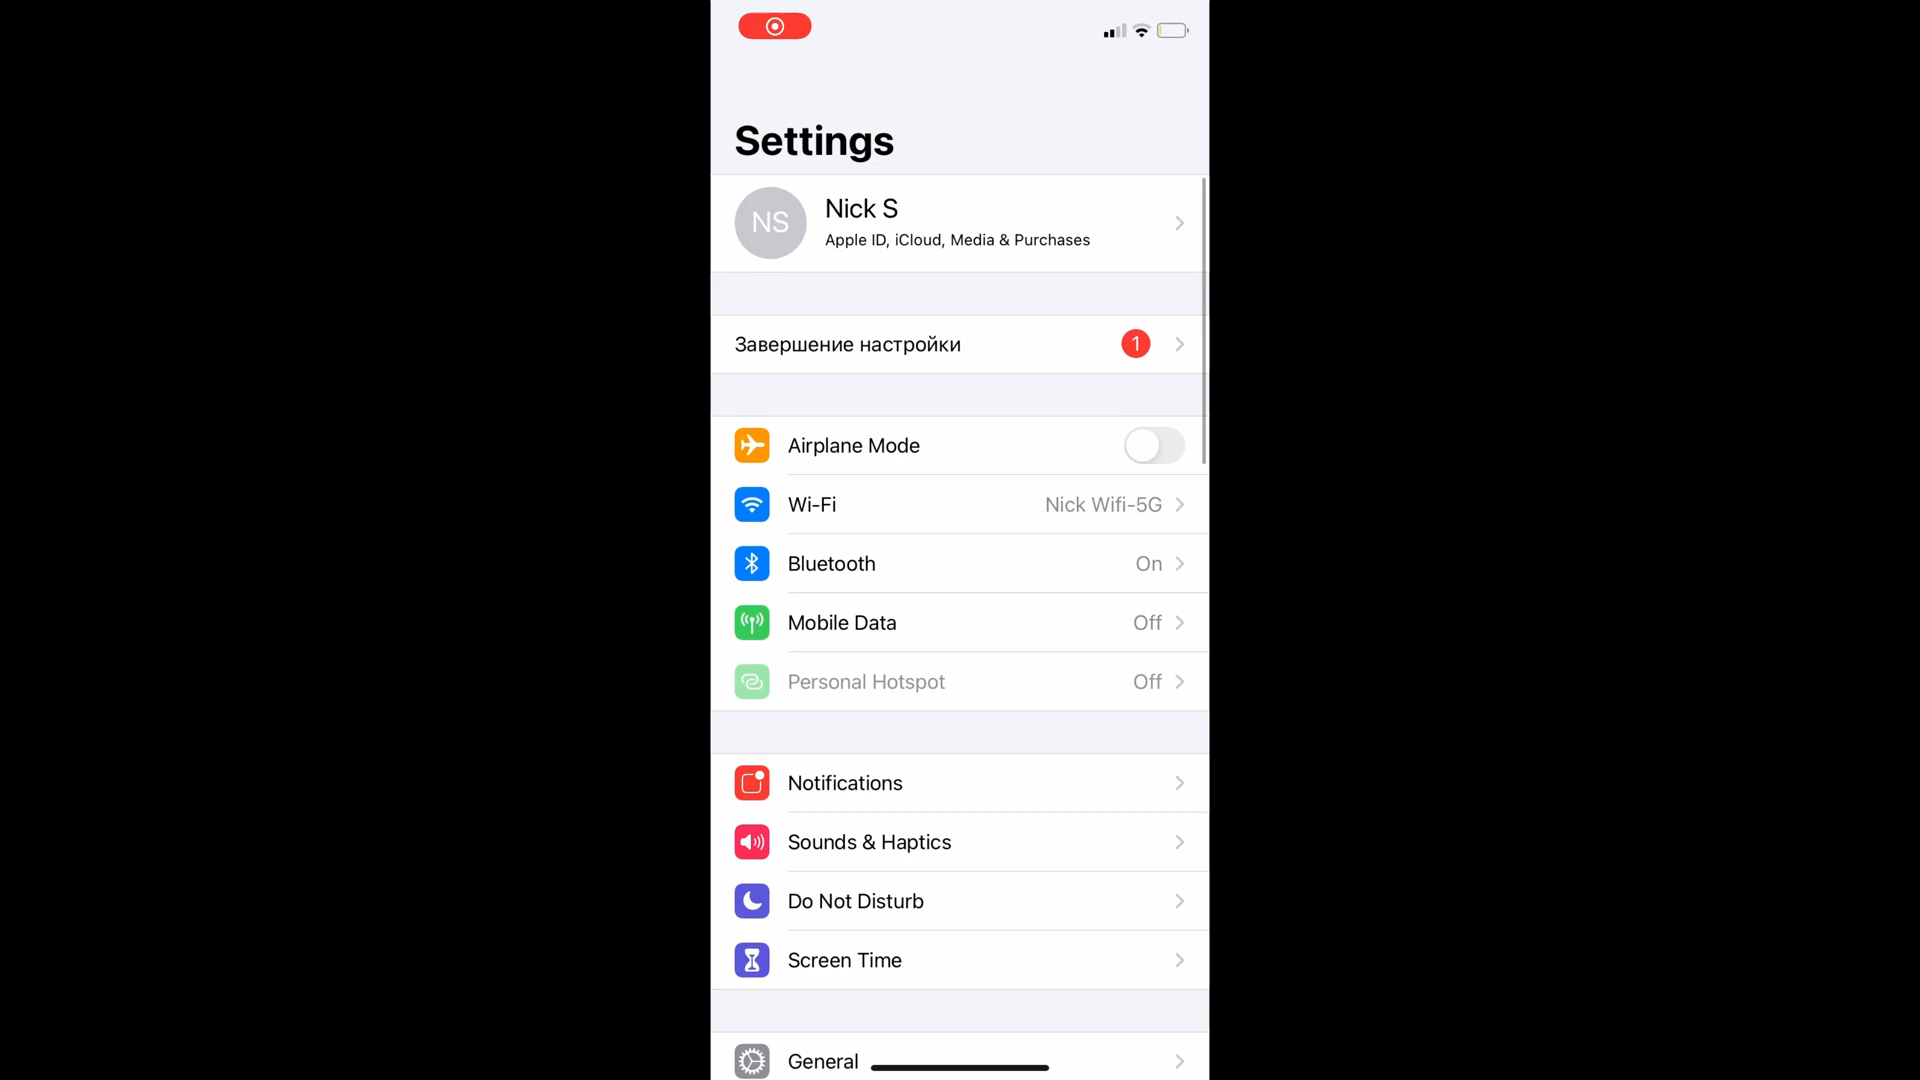 Settings
NS
Nick S
Apple ID, iCloud, Media & Purchases
Завершение настройки
1
Airplane Mode
Wi-Fi
Nick Wifi-5G
Bluetooth
On
Mobile Data
Off
Personal Hotspot
Off
Notifications
Sounds & Haptics
Do Not Disturb
Screen Time
General